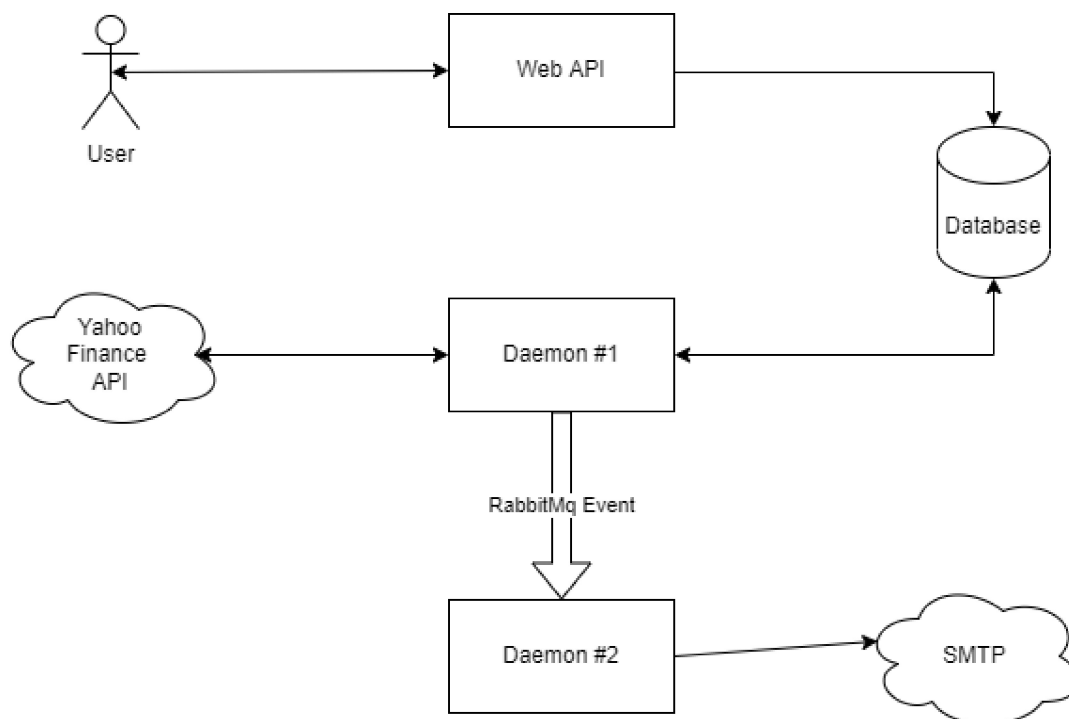 Web API
User
Database
Yahoo
Finance
API
Daemon #1
RabbitMq Event
Daemon #2
SMTP